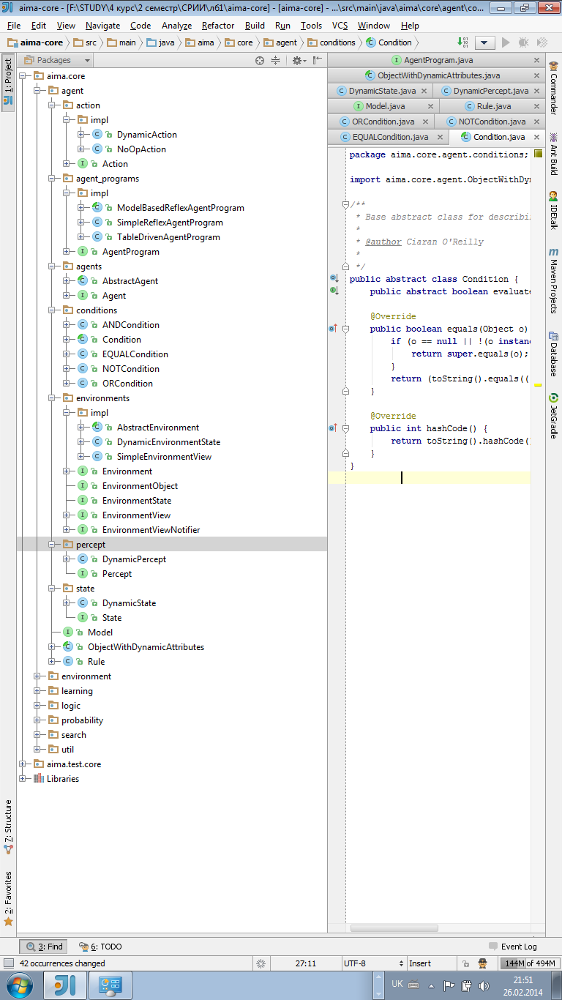 aima-core - [F:\STUDY\4 курс\2 семестр\СРИИ\лб1\aima-core] - [aima-core] - ...\src\main\java\aima\core\agent\co...
File Edit View Navigate Code Analyze Refactor Build Run Tools VCS Window Help
aima-core src main java aima core agent conditions Condition
1: Project
Packages
aima.core
agent
action
impl
DynamicAction
NoOpAction
Action
agent_programs
impl
ModelBasedReflexAgentProgram
SimpleReflexAgentProgram
TableDrivenAgentProgram
AgentProgram
agents
AbstractAgent
Agent
conditions
ANDCondition
Condition
EQUALCondition
NOTCondition
ORCondition
environments
impl
AbstractEnvironment
DynamicEnvironmentState
SimpleEnvironmentView
Environment
EnvironmentObject
EnvironmentState
EnvironmentView
EnvironmentViewNotifier
percept
DynamicPercept
Percept
state
DynamicState
State
Model
ObjectWithDynamicAttributes
Rule
environment
learning
logic
probability
search
util
aima.test.core
Libraries
Z: Structure
2: Favorites
AgentProgram.java
ObjectWithDynamicAttributes.java
DynamicState.java DynamicPercept.java
Model.java Rule.java
ORCondition.java NOTCondition.java
EQUALCondition.java Condition.java
package aima.core.agent.conditions;
import aima.core.agent.ObjectWithDy
/**
* Base abstract class for describi
*
* @author Ciaran O'Reilly
*
*/
public abstract class Condition {
public abstract boolean evaluate
@Override
public boolean equals(Object o)
if (o == null || !(o instan
return super.equals(o);
}
return (toString().equals((
}
@Override
public int hashCode() {
return toString().hashCode(
}
}
Commander
Ant Build
IDEtalk
Maven Projects
Database
JetGradle
3: Find 6: TODO Event Log
42 occurrences changed 27:11 UTF-8 Insert 144M of 494M
UK 21:51
26.02.2014